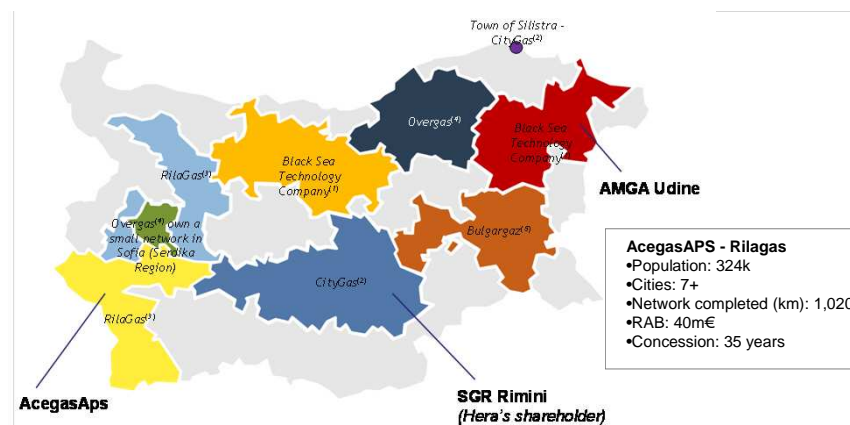 Town of Silistra -
CityGas(2)
Overgas(4)
Black Sea
Technology
Company
RilaGas(3)
Black Sea
Technology
Company(1)
AMGA Udine
Overgas(4) own a
small network in
Sofia (Serdika
Region)
Bulgargaz(5)
CityGas(2)
RilaGas(3)
AcegasAPS - Rilagas
•Population: 324k
•Cities: 7+
•Network completed (km): 1,020
•RAB: 40m€
•Concession: 35 years
AcegasAps
SGR Rimini
(Hera's shareholder)